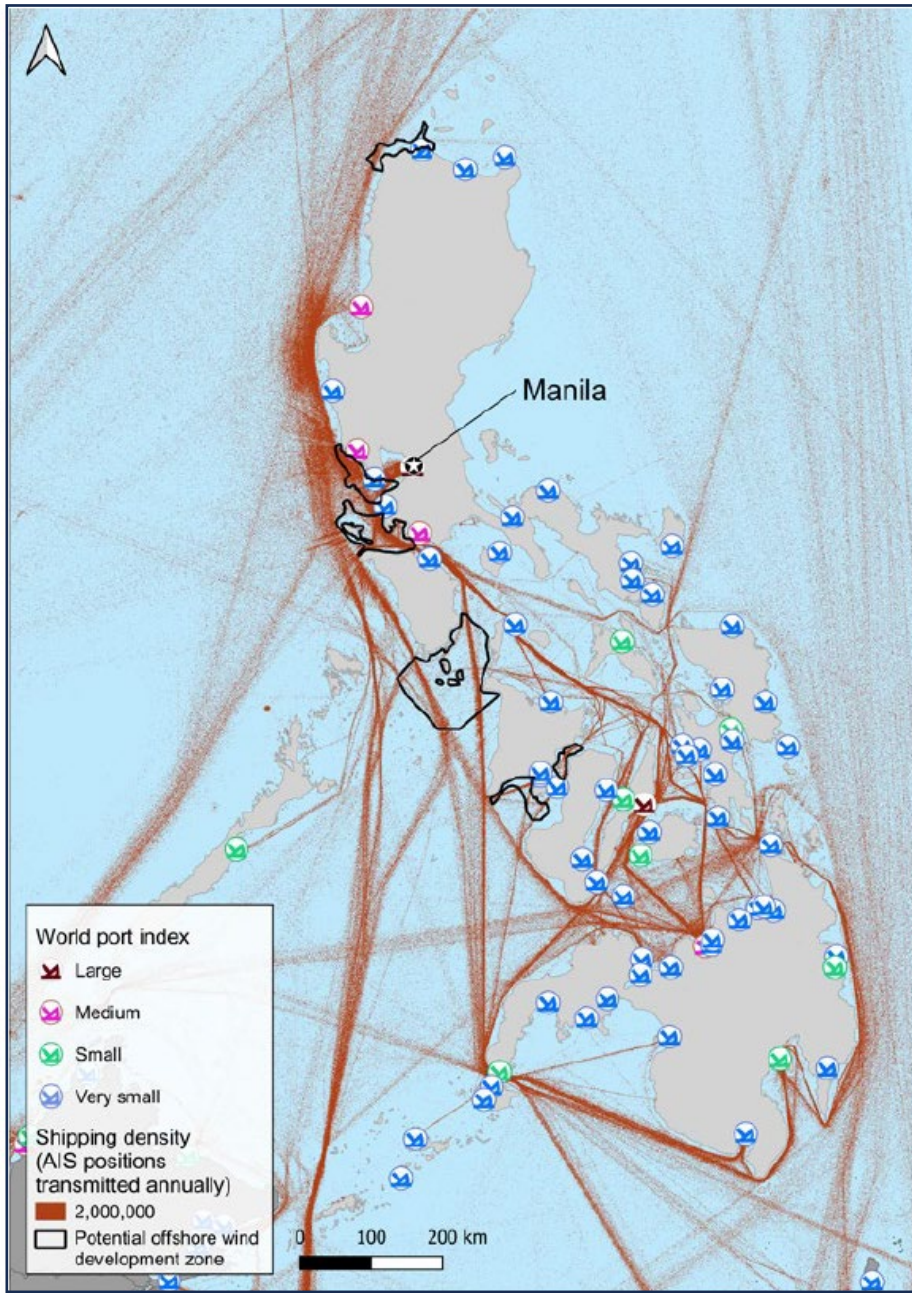 Manila
World port index
Large
Medium
Small
Very small
Shipping density
(AIS positions
transmitted annually)
2,000,000
Potential offshore wind
development zone
0 100 200 km